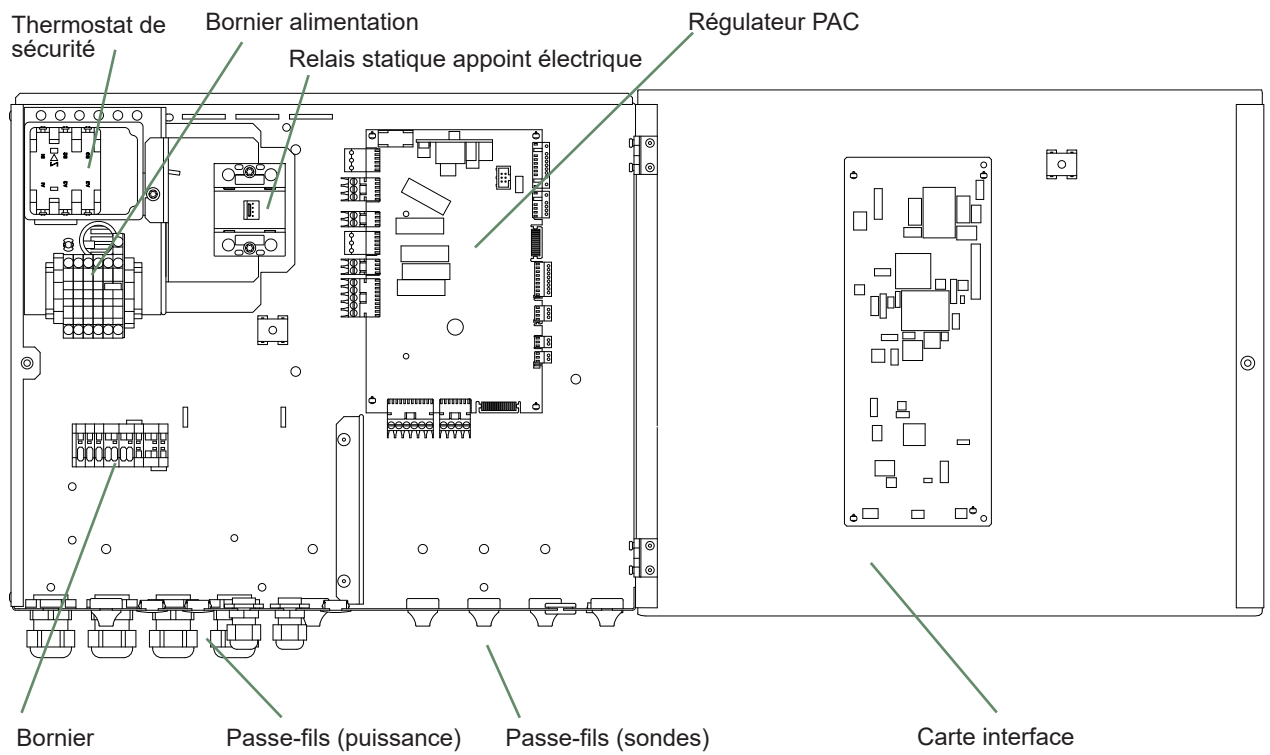 Thermostat de
sécurité
Bornier alimentation
Relais statique appoint électrique
Régulateur PAC
Bornier
Passe-fils (puissance)
Passe-fils (sondes)
Carte interface